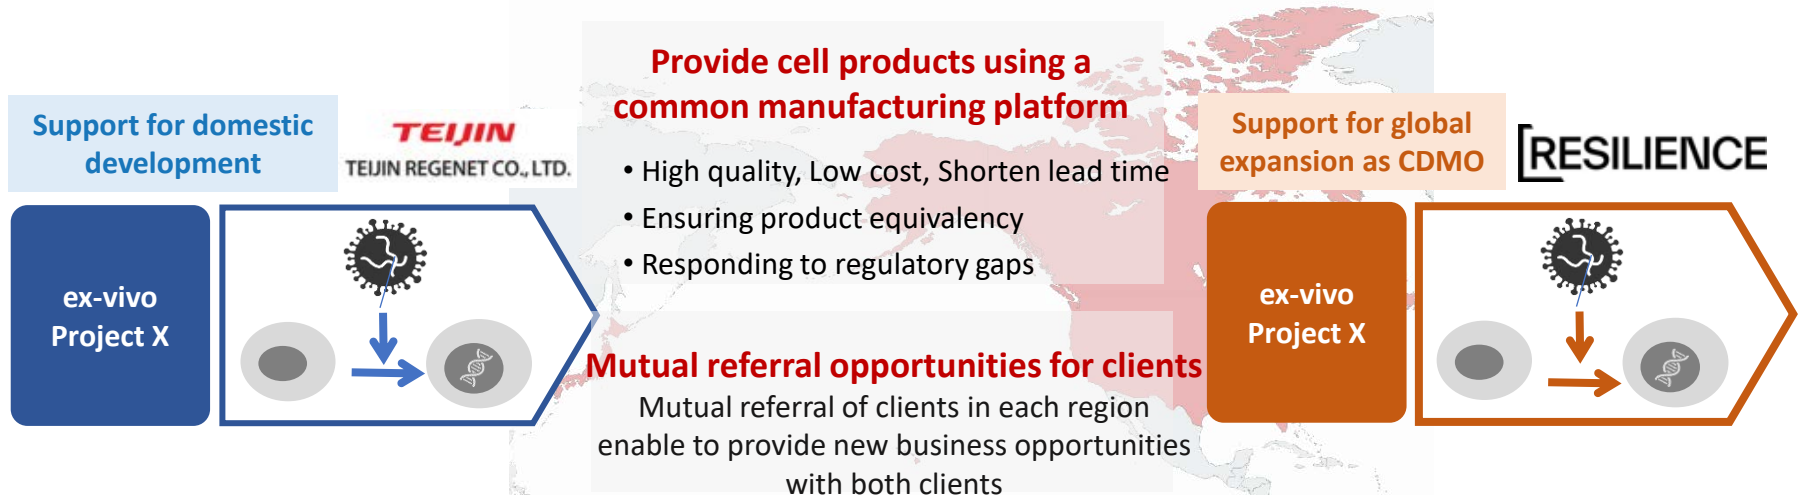 Support for domestic
development
TEIJIN
TEIJIN REGENET CO., LTD.
ex-vivo
Project X
Provide cell products using a
common manufacturing platform
• High quality, Low cost, Shorten lead time
• Ensuring product equivalency
• Responding to regulatory gaps
Mutual referral opportunities for clients
Mutual referral of clients in each region
enable to provide new business opportunities
with both clients
Support for global
expansion as CDMO
RESILIENCE
ex-vivo
Project X